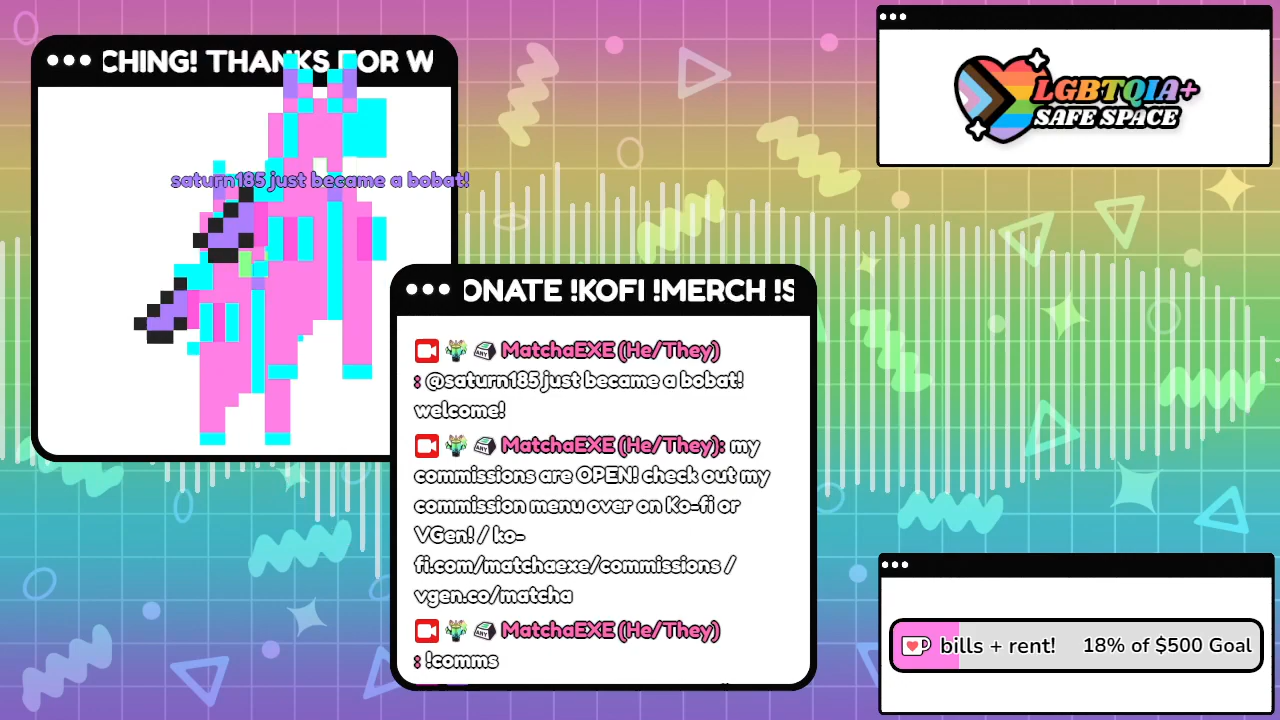 CHING! THANKS FOR W
saturn185 just became a bobat!
LGBTQIA+
SAFE SPACE
ONATE !KOFI !MERCH !S
MatchaEXE (He/They)
: @saturn185 just became a bobat!
welcome!
MatchaEXE (He/They): my
commissions are OPEN! check out my
commission menu over on Ko-fi or
VGen! / ko-
fi.com/matchaexe/commissions /
vgen.co/matcha
MatchaEXE (He/They)
: !comms
bills + rent! 18% of $500 Goal